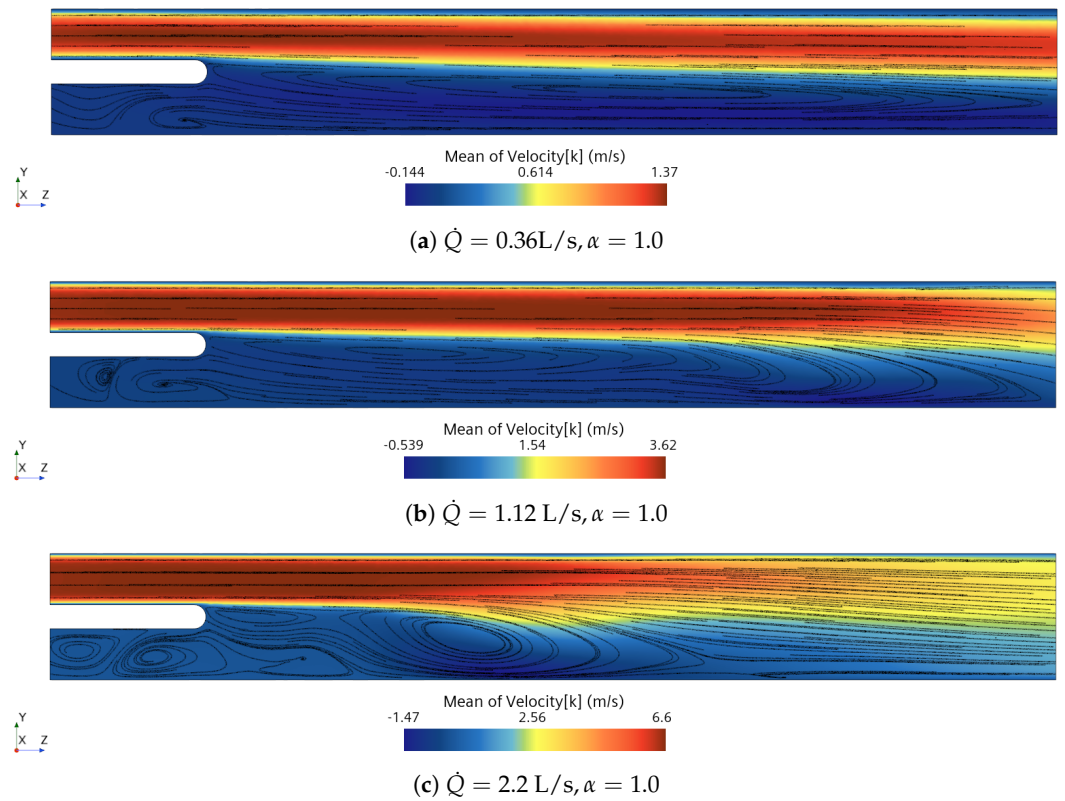 Mean of Velocity[k] (m/s)
-0.144 0.614 1.37
Y
X Z
(a) Q̇ = 0.36L/s, α = 1.0
Mean of Velocity[k] (m/s)
-0.539 1.54 3.62
Y
X Z
(b) Q̇ = 1.12 L/s, α = 1.0
Mean of Velocity[k] (m/s)
-1.47 2.56 6.6
Y
X Z
(c) Q̇ = 2.2 L/s, α = 1.0